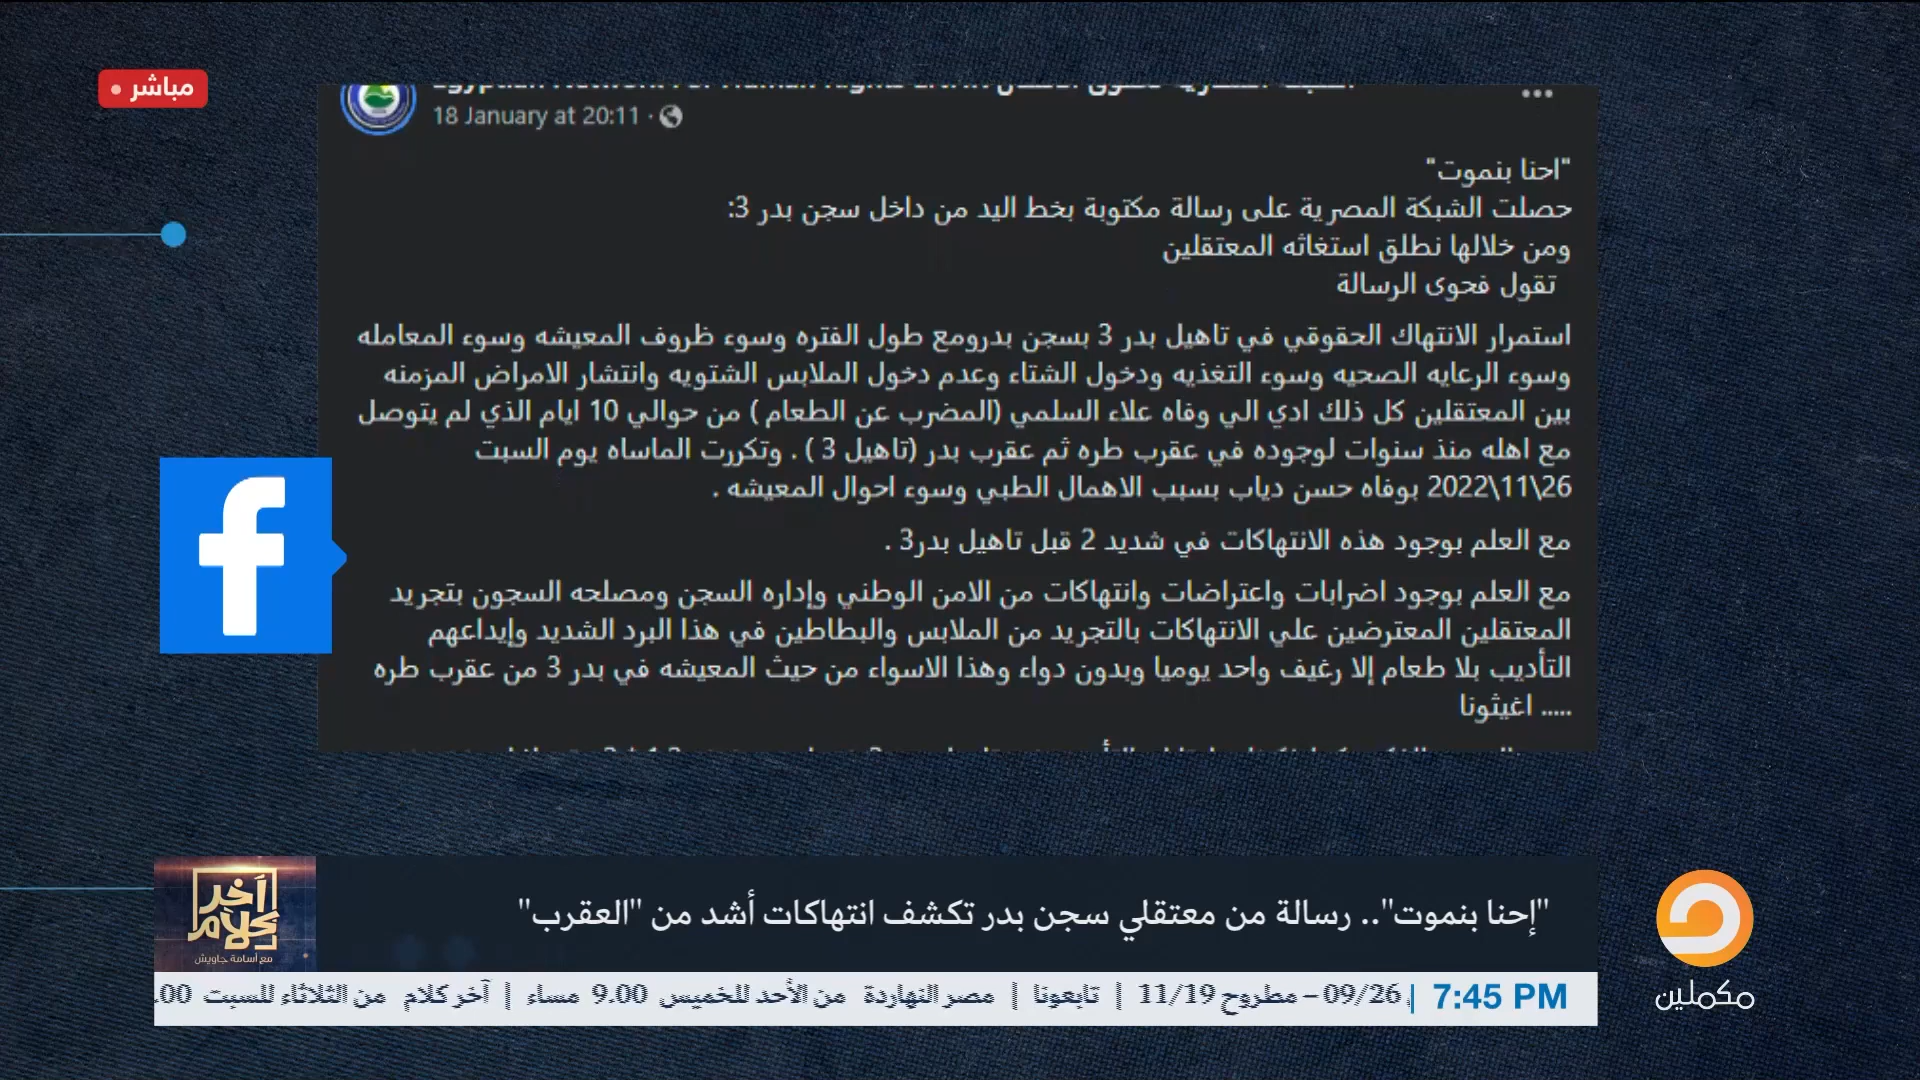 مباشر
18 January at 20:11
"احنا بنموت"
حصلت الشبكة المصرية على رسالة مكتوبة بخط اليد من داخل سجن بدر 3:
ومن خلالها نطلق استغاثه المعتقلين
تقول فحوى الرسالة
استمرار الانتهاك الحقوقي في تاهيل بدر 3 بسجن بدرومع طول الفتره وسوء ظروف المعيشه وسوء المعامله
وسوء الرعايه الصحيه وسوء التغذيه ودخول الشتاء وعدم دخول الملابس الشتويه وانتشار الامراض المزمنه
بين المعتقلين كل ذلك ادي الي وفاه علاء السلمي (المضرب عن الطعام ) من حوالي 10 ايام الذي لم يتوصل
مع اهله منذ سنوات لوجوده في عقرب طره ثم عقرب بدر (تاهيل 3 ) . وتكررت الماساه يوم السبت
26\11\2022 بوفاه حسن دياب بسبب الاهمال الطبي وسوء احوال المعيشه .
مع العلم بوجود هذه الانتهاكات في شديد 2 قبل تاهيل بدر3 .
مع العلم بوجود اضرابات واعتراضات وانتهاكات من الامن الوطني وإداره السجن ومصلحه السجون بتجريد
المعتقلين المعترضين علي الانتهاكات بالتجريد من الملابس والبطاطين في هذا البرد الشديد وإيداعهم
التأديب بلا طعام إلا رغيف واحد يوميا وبدون دواء وهذا الاسواء من حيث المعيشه في بدر 3 من عقرب طره
..... اغيثونا
"إحنا بنموت".. رسالة من معتقلي سجن بدر تكشف انتهاكات أشد من "العقرب"
آخر كلام
مع أسامة جاويش
7:45 PM
09/26 – مطروح 11/19 | تابعونا | مصر النهاردة من الأحد للخميس 9.00 مساء | آخر كلام من الثلاثاء للسبت 00.
مكملين